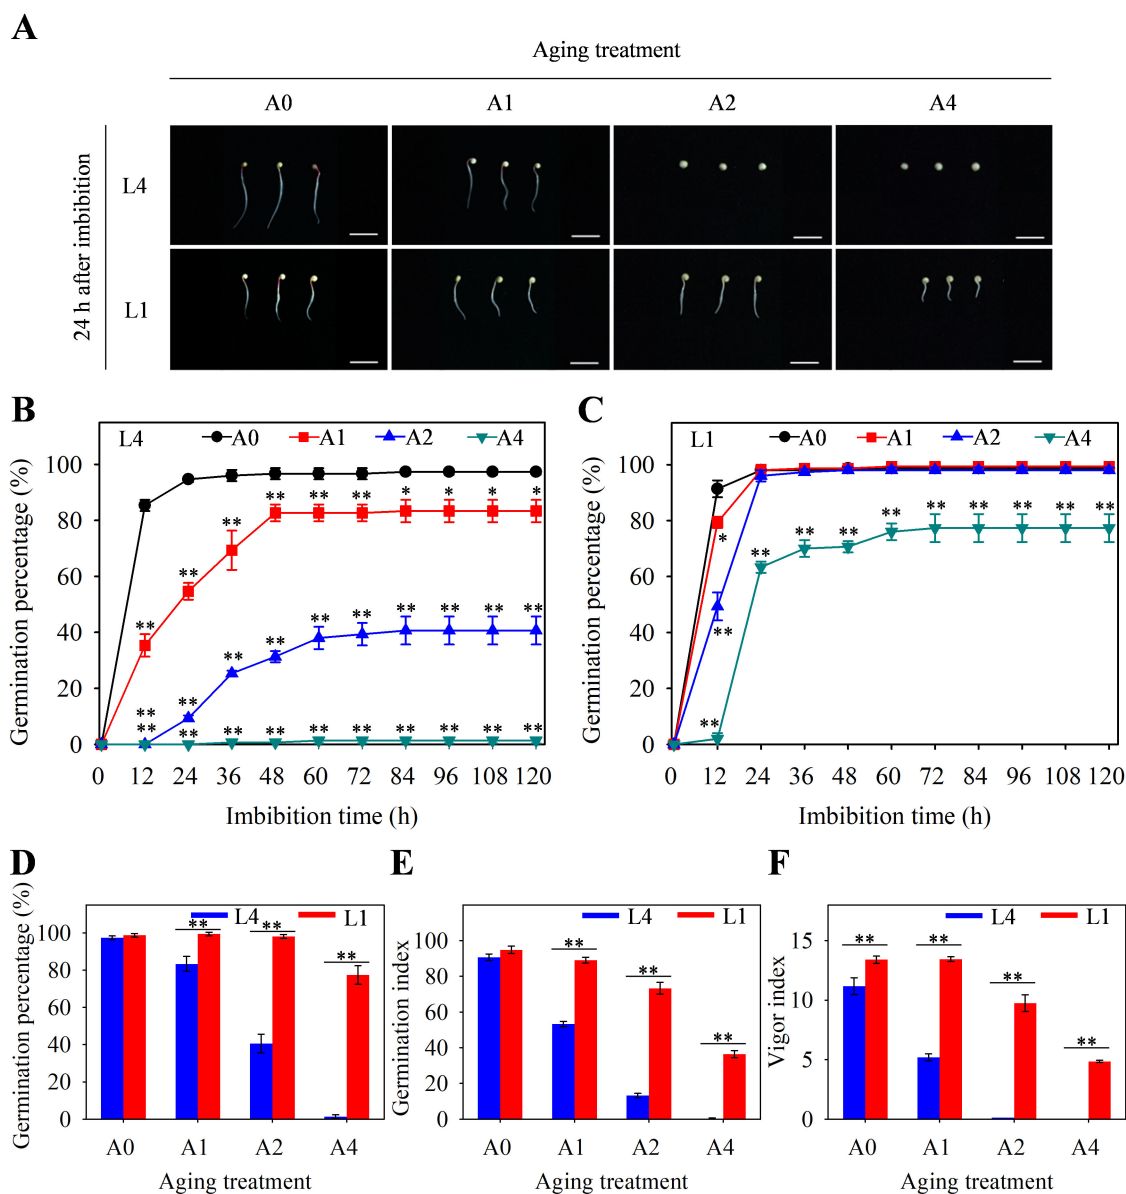 A
Aging treatment
A0 A1 A2 A4
24 h after imbibition
L4
L1
B
L4 A0 A1 A2 A4
Germination percentage (%)
100
80
60
40
20
0
** ** ** ** ** ** * * * *
** ** ** ** ** ** ** ** ** **
** ** ** ** ** ** ** ** ** **
0 12 24 36 48 60 72 84 96 108 120
Imbibition time (h)
C
L1 A0 A1 A2 A4
Germination percentage (%)
100
80
60
40
20
0
*
**
** ** ** ** ** ** ** ** ** **
0 12 24 36 48 60 72 84 96 108 120
Imbibition time (h)
D
L4 L1
Germination percentage (%)
100
80
60
40
20
0
** ** **
A0 A1 A2 A4
Aging treatment
E
L4 L1
Germination index
100
80
60
40
20
0
** ** **
A0 A1 A2 A4
Aging treatment
F
L4 L1
Vigor index
15
10
5
0
** ** ** **
A0 A1 A2 A4
Aging treatment